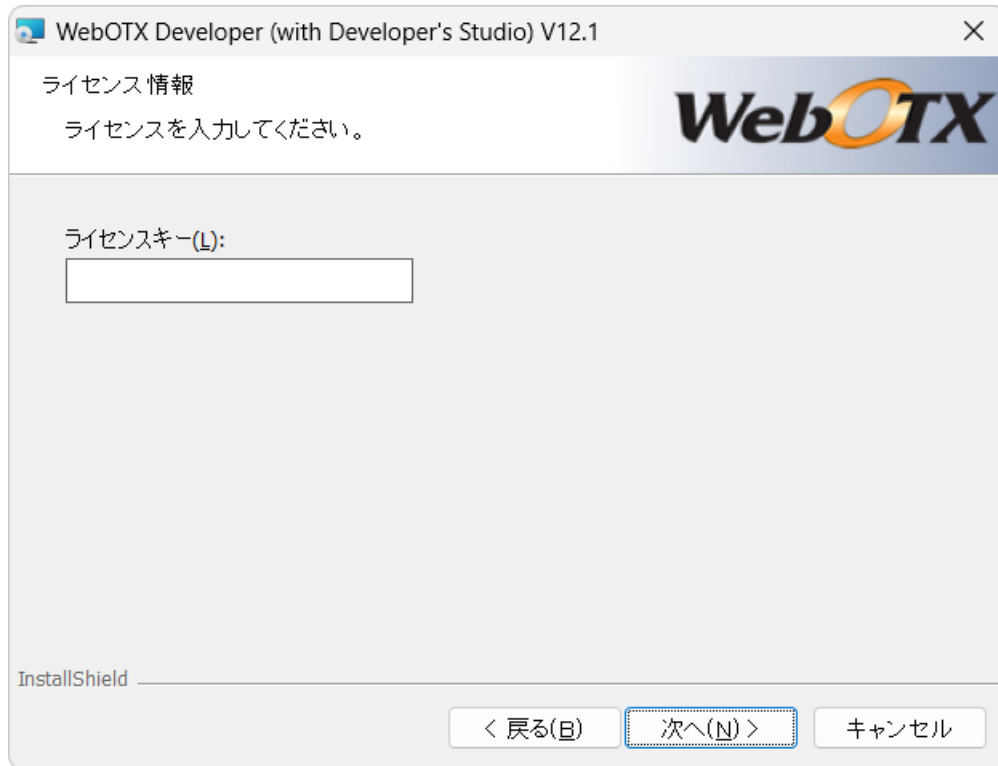 WebOTX Developer (with Developer's Studio) V12.1
ライセンス情報
ライセンスを入力してください。
WebOTX
ライセンスキー(L):
InstallShield
< 戻る(B)
次へ(N) >
キャンセル